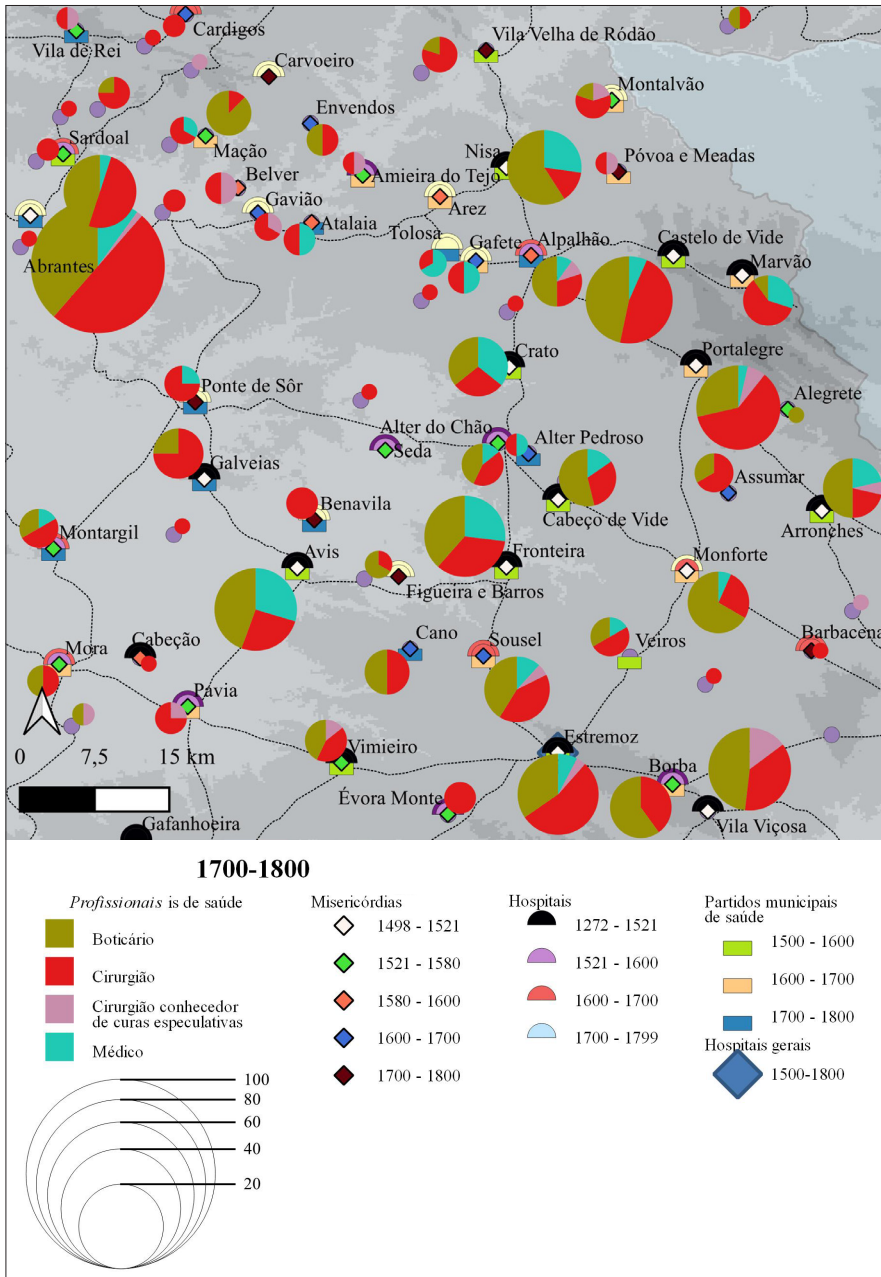 Cardigos
Vila de Rei
Vila Velha de Ródão
Carvoeiro
Montalvão
Envendos
Sardoal
Mação
Nisa
Póvoa e Meadas
Amieira do Tejo
Belver
Gavião
Arez
Atalaia
Tolosa
Gafete
Alpalhão
Castelo de Vide
Marvão
Abrantes
Crato
Portalegre
Ponte de Sôr
Alegrete
Alter do Chão
Seda
Alter Pedroso
Galveias
Assumar
Benavila
Cabeço de Vide
Arronches
Montargil
Avis
Fronteira
Monforte
Figueira e Barros
Cano
Sousel
Veiros
Barbacena
Mora
Cabeção
Pavia
Estremoz
Vimieiro
0 7,5 15 km
Borba
Évora Monte
Vila Viçosa
Gafanhoeira
1700-1800
Profissionais is de saúde
Boticário
Cirurgião
Cirurgião conhecedor
de curas especulativas
Médico
100
80
60
40
20
Misericórdias
1498 - 1521
1521 - 1580
1580 - 1600
1600 - 1700
1700 - 1800
Hospitais
1272 - 1521
1521 - 1600
1600 - 1700
1700 - 1799
Partidos municipais
de saúde
1500 - 1600
1600 - 1700
1700 - 1800
Hospitais gerais
1500-1800